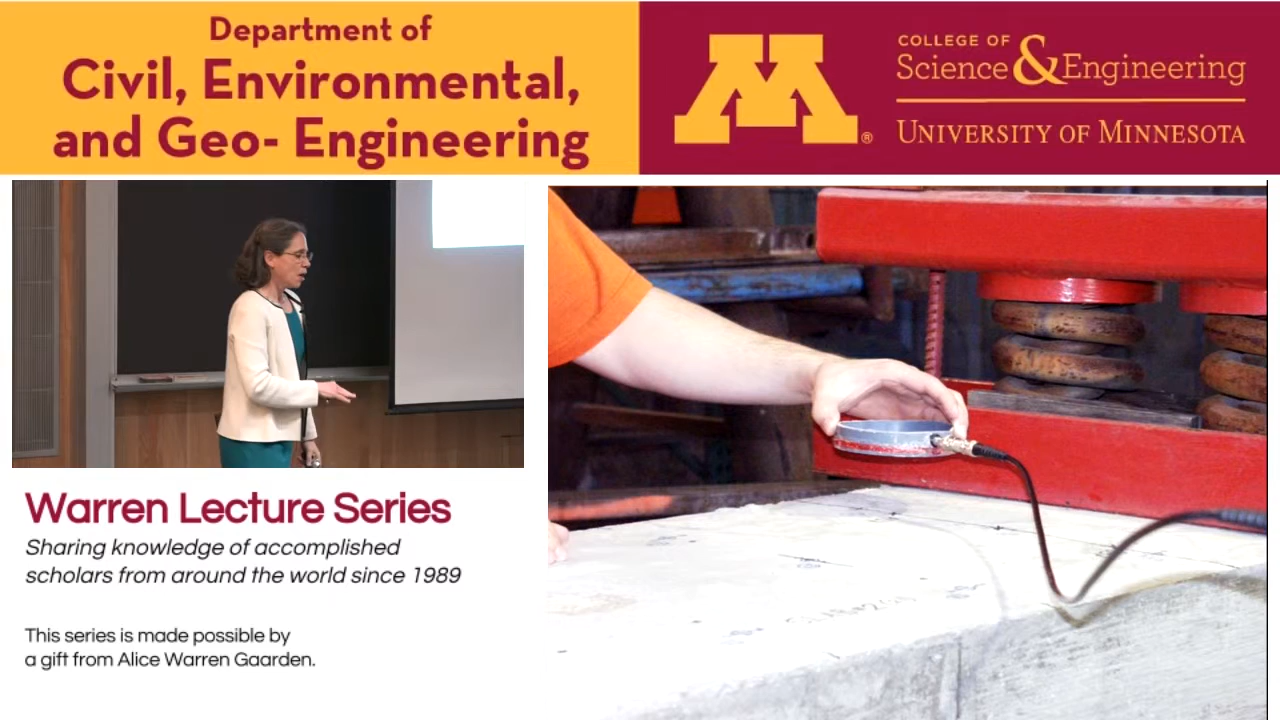 Department of
Civil, Environmental,
and Geo- Engineering
M®
COLLEGE OF
Science & Engineering
UNIVERSITY OF MINNESOTA
Warren Lecture Series
Sharing knowledge of accomplished
scholars from around the world since 1989
This series is made possible by
a gift from Alice Warren Gaarden.